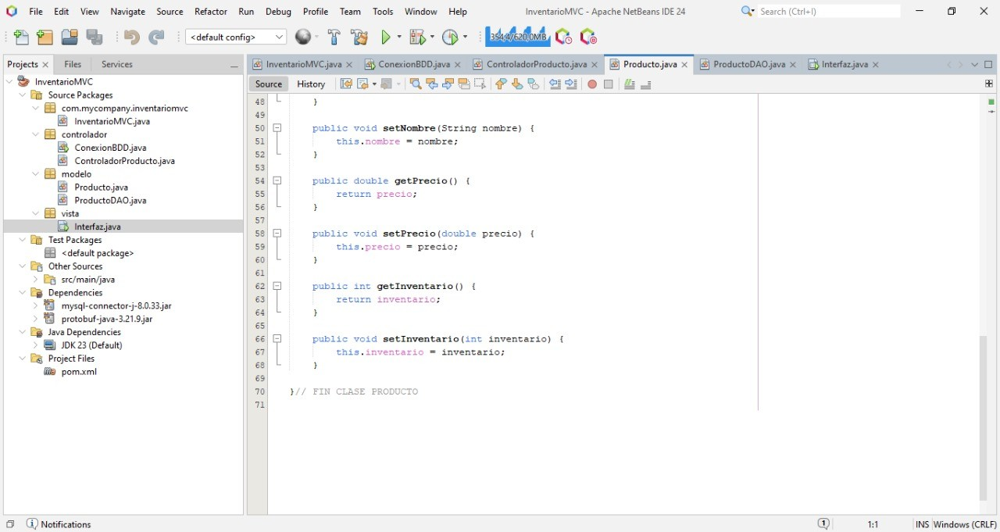 File Edit View Navigate Source Refactor Run Debug Profile Team Tools Window Help InventarioMVC - Apache NetBeans IDE 24 Search (Ctrl+I)
<default config> 354,4/620,0MB
Projects Files Services InventarioMVC.java ConexionBDD.java ControladorProducto.java Producto.java ProductoDAO.java Interfaz.java
Source History
InventarioMVC
Source Packages
com.mycompany.inventariomvc
InventarioMVC.java
controlador
ConexionBDD.java
ControladorProducto.java
modelo
Producto.java
ProductoDAO.java
vista
Interfaz.java
Test Packages
<default package>
Other Sources
src/main/java
Dependencies
mysql-connector-j-8.0.33.jar
protobuf-java-3.21.9.jar
Java Dependencies
JDK 23 (Default)
Project Files
pom.xml
48 }
49
50 public void setNombre(String nombre) {
51 this.nombre = nombre;
52 }
53
54 public double getPrecio() {
55 return precio;
56 }
57
58 public void setPrecio(double precio) {
59 this.precio = precio;
60 }
61
62 public int getInventario() {
63 return inventario;
64 }
65
66 public void setInventario(int inventario) {
67 this.inventario = inventario;
68 }
69
70 }// FIN CLASE PRODUCTO
71
Notifications 1 1:1 INS Windows (CRLF)